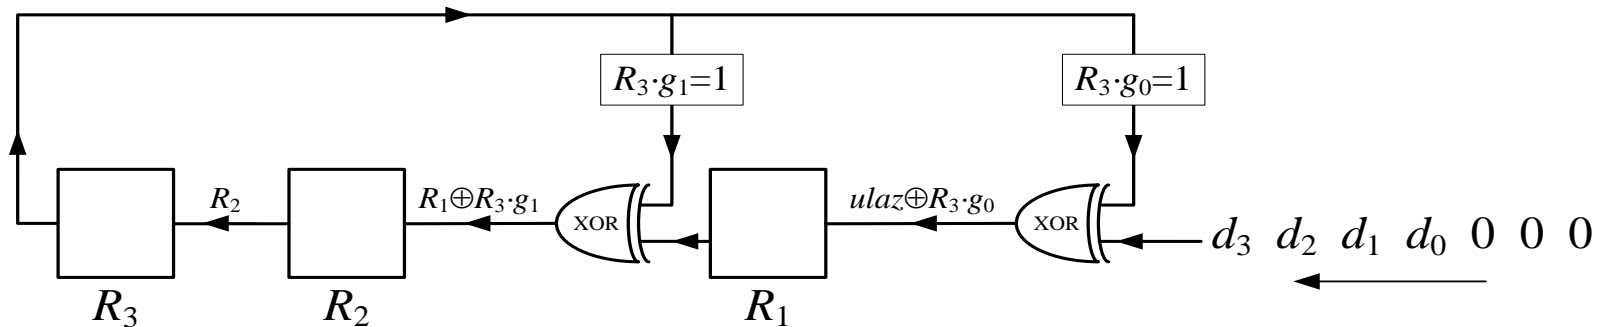 R₃·g₁=1 R₃·g₀=1
R₂ R₁⊕R₃·g₁ XOR ulaz⊕R₃·g₀ XOR
d₃ d₂ d₁ d₀ 0 0 0
R₃ R₂ R₁